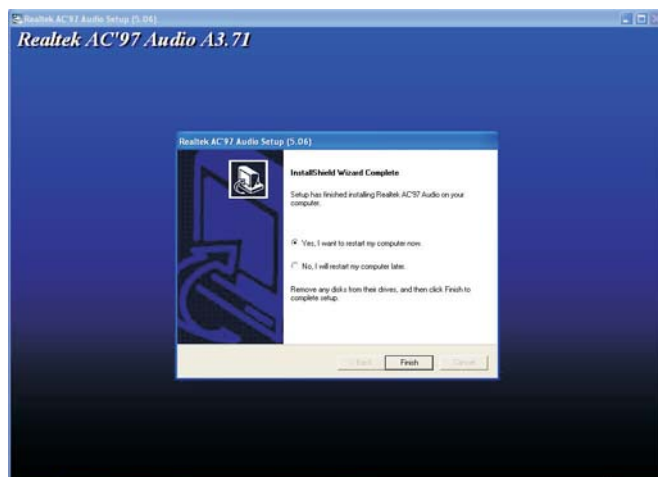 Realtek AC'97 Audio Setup (5.06)
Realtek AC'97 Audio A3.71
Realtek AC'97 Audio Setup (5.06)
InstallShield Wizard Complete
Setup has finished installing Realtek AC'97 Audio on your
computer.
Yes, I want to restart my computer now.
No, I will restart my computer later.
Remove any disks from their drives, and then click Finish to
complete setup.
< Back
Finish
Cancel